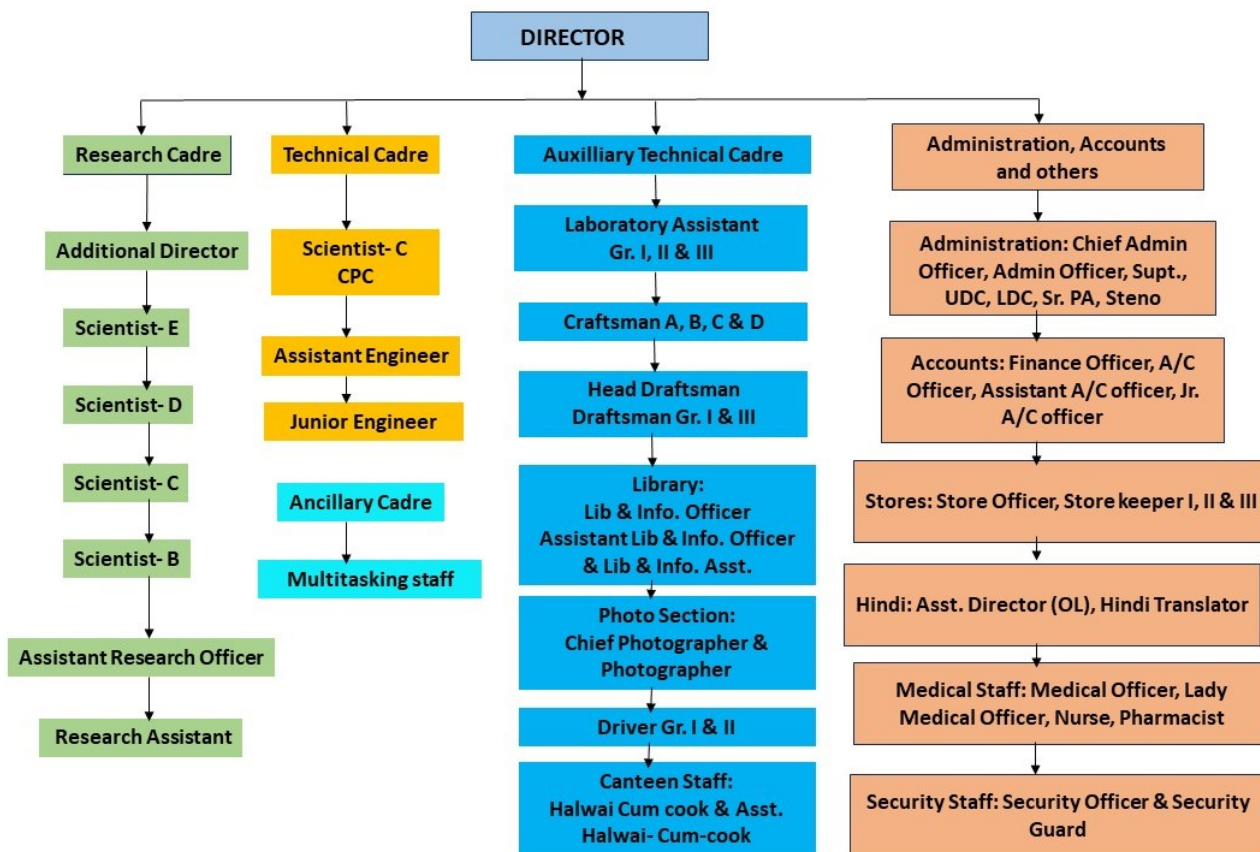 DIRECTOR
Research Cadre
Additional Director
Scientist- E
Scientist- D
Scientist- C
Scientist- B
Assistant Research Officer
Research Assistant
Technical Cadre
Scientist- C
CPC
Assistant Engineer
Junior Engineer
Ancillary Cadre
Multitasking staff
Auxilliary Technical Cadre
Laboratory Assistant
Gr. I, II & III
Craftsman A, B, C & D
Head Draftsman
Draftsman Gr. I & III
Library:
Lib & Info. Officer
Assistant Lib & Info. Officer
& Lib & Info. Asst.
Photo Section:
Chief Photographer &
Photographer
Driver Gr. I & II
Canteen Staff:
Halwai Cum cook & Asst.
Halwai- Cum-cook
Administration, Accounts
and others
Administration: Chief Admin
Officer, Admin Officer, Supt.,
UDC, LDC, Sr. PA, Steno
Accounts: Finance Officer, A/C
Officer, Assistant A/C officer, Jr.
A/C officer
Stores: Store Officer, Store keeper I, II & III
Hindi: Asst. Director (OL), Hindi Translator
Medical Staff: Medical Officer, Lady
Medical Officer, Nurse, Pharmacist
Security Staff: Security Officer & Security
Guard